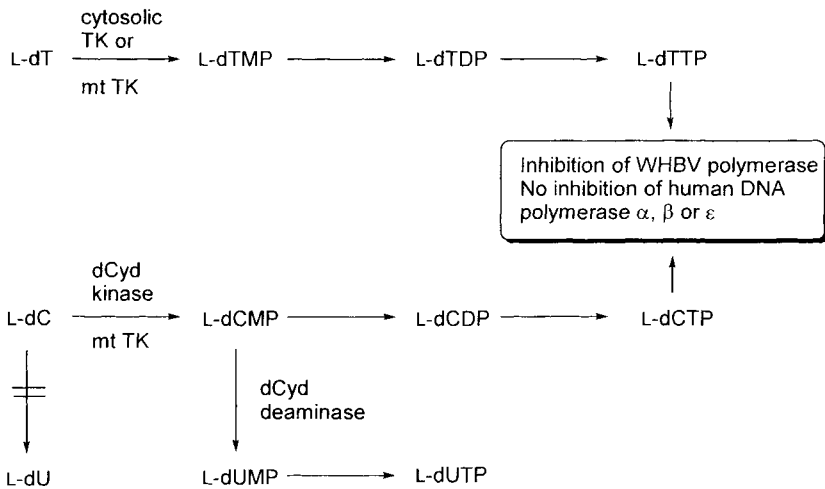 cytosolic
TK or
L-dT
mt TK
L-dTMP
L-dTDP
L-dTTP
Inhibition of WHBV polymerase
No inhibition of human DNA
polymerase α, β or ε
dCyd
kinase
L-dC
mt TK
L-dCMP
L-dCDP
L-dCTP
dCyd
deaminase
L-dU
L-dUMP
L-dUTP